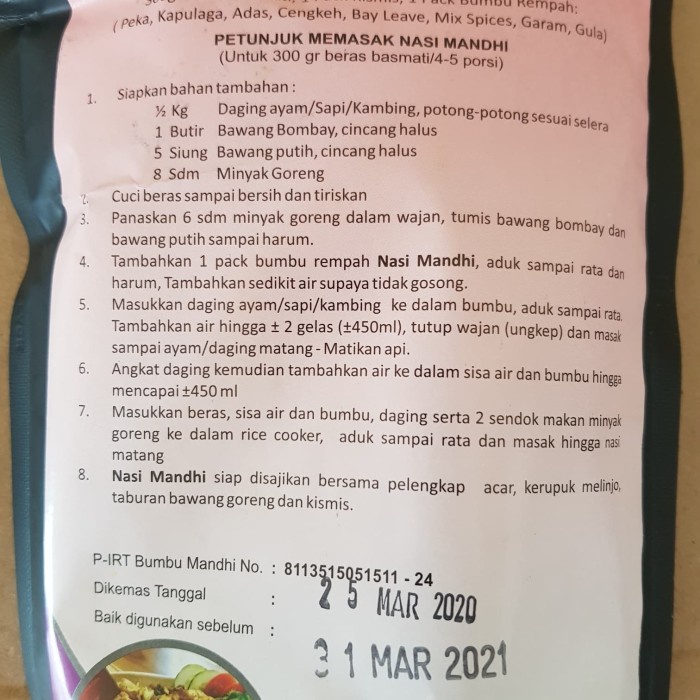 Rempah:
(Peka, Kapulaga, Adas, Cengkeh, Bay Leave, Mix Spices, Garam, Gula)
PETUNJUK MEMASAK NASI MANDHI
(Untuk 300 gr beras basmati/4-5 porsi)
1. Siapkan bahan tambahan :
½ Kg Daging ayam/Sapi/Kambing, potong-potong sesuai selera
1 Butir Bawang Bombay, cincang halus
5 Siung Bawang putih, cincang halus
8 Sdm Minyak Goreng
2. Cuci beras sampai bersih dan tiriskan
3. Panaskan 6 sdm minyak goreng dalam wajan, tumis bawang bombay dan
bawang putih sampai harum.
4. Tambahkan 1 pack bumbu rempah Nasi Mandhi, aduk sampai rata dan
harum, Tambahkan sedikit air supaya tidak gosong.
5. Masukkan daging ayam/sapi/kambing ke dalam bumbu, aduk sampai rata.
Tambahkan air hingga ± 2 gelas (±450ml), tutup wajan (ungkep) dan masak
sampai ayam/daging matang - Matikan api.
6. Angkat daging kemudian tambahkan air ke dalam sisa air dan bumbu hingga
mencapai ±450 ml
7. Masukkan beras, sisa air dan bumbu, daging serta 2 sendok makan minyak
goreng ke dalam rice cooker, aduk sampai rata dan masak hingga nasi
matang
8. Nasi Mandhi siap disajikan bersama pelengkap acar, kerupuk melinjo,
taburan bawang goreng dan kismis.
P-IRT Bumbu Mandhi No. : 8113515051511 - 24
Dikemas Tanggal : 25 MAR 2020
Baik digunakan sebelum : 31 MAR 2021